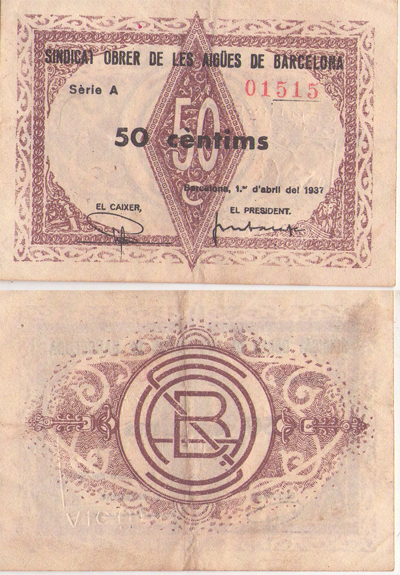 SINDICAT OBRER DE LES AIGÜES DE BARCELONA
Sèrie A
01515
50
50 centims
Barcelona, 1.er d'abril del 1937
EL CAIXER,
EL PRESIDENT.